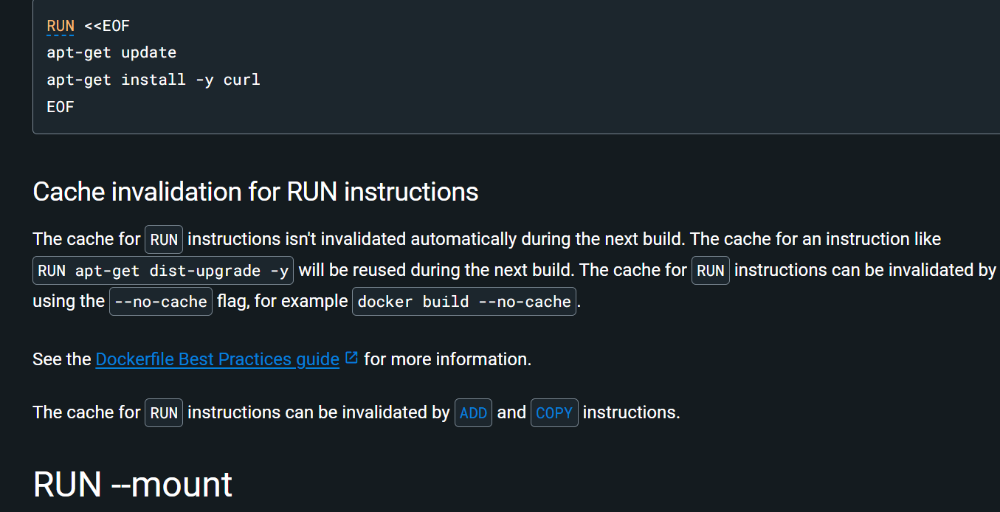 RUN <<EOF
apt-get update
apt-get install -y curl
EOF
Cache invalidation for RUN instructions
The cache for RUN instructions isn't invalidated automatically during the next build. The cache for an instruction like
RUN apt-get dist-upgrade -y will be reused during the next build. The cache for RUN instructions can be invalidated by
using the --no-cache flag, for example docker build --no-cache.
See the Dockerfile Best Practices guide for more information.
The cache for RUN instructions can be invalidated by ADD and COPY instructions.
RUN --mount